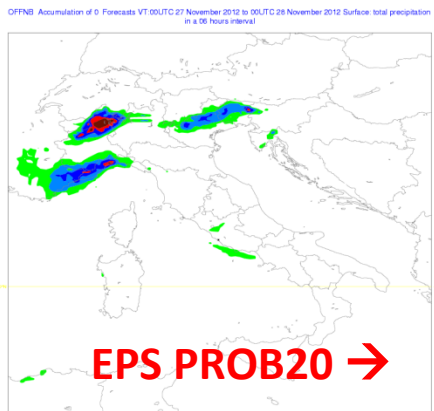 OFFNB Accumulation of 0 Forecasts VT:00UTC 27 November 2012 to 00UTC 28 November 2012 Surface: total precipitation
in a 06 hours interval
EPS PROB20 →